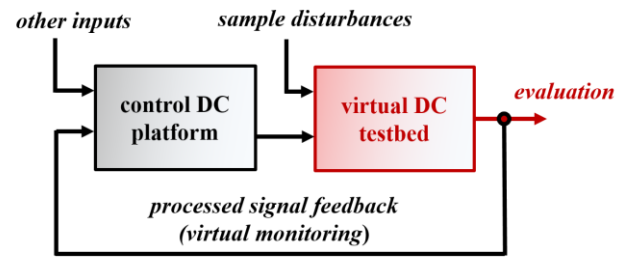 other inputs
sample disturbances
control DC
platform
virtual DC
testbed
evaluation
processed signal feedback
(virtual monitoring)